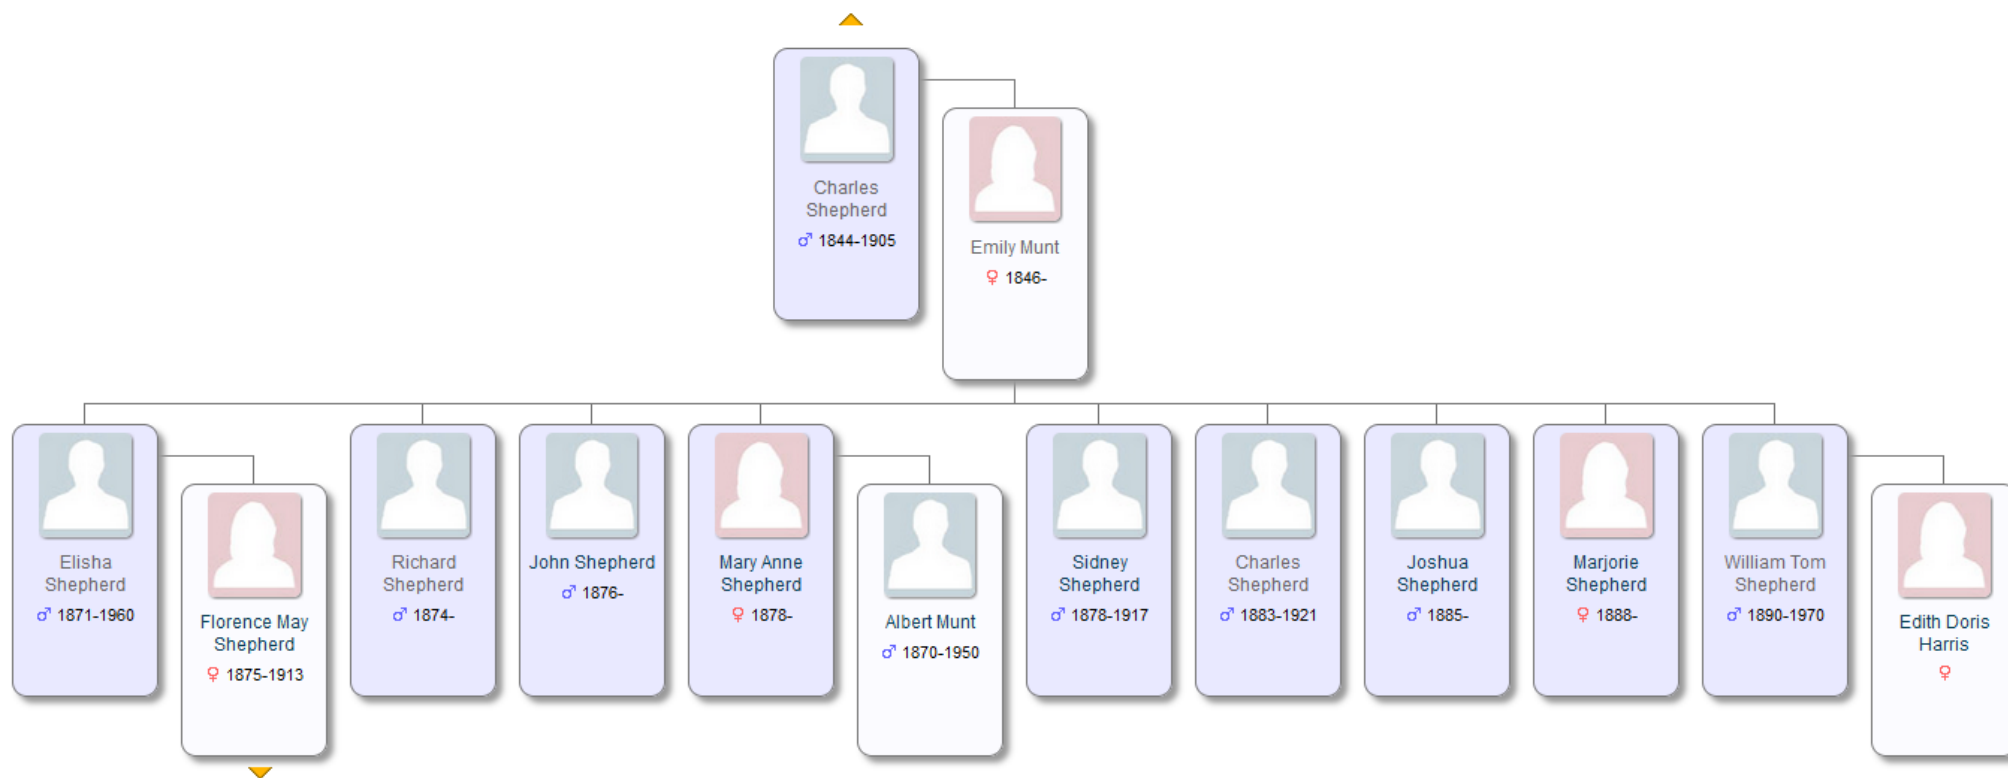 Charles
Shepherd
♂ 1844-1905
Emily Munt
♀ 1846-
Elisha
Shepherd
♂ 1871-1960
Florence May
Shepherd
♀ 1875-1913
Richard
Shepherd
♂ 1874-
John Shepherd
♂ 1876-
Mary Anne
Shepherd
♀ 1878-
Albert Munt
♂ 1870-1950
Sidney
Shepherd
♂ 1878-1917
Charles
Shepherd
♂ 1883-1921
Joshua
Shepherd
♂ 1885-
Marjorie
Shepherd
♀ 1888-
William Tom
Shepherd
♂ 1890-1970
Edith Doris
Harris
♀